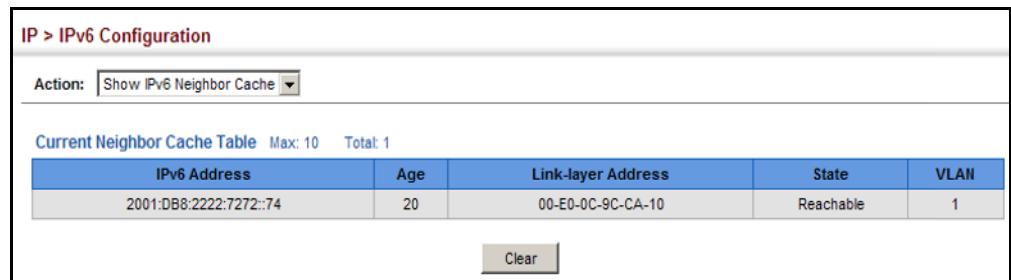 IP > IPv6 Configuration
Action: Show IPv6 Neighbor Cache
Current Neighbor Cache Table Max: 10 Total: 1
IPv6 Address Age Link-layer Address State VLAN
2001:DB8:2222:7272::74 20 00-E0-0C-9C-CA-10 Reachable 1
Clear